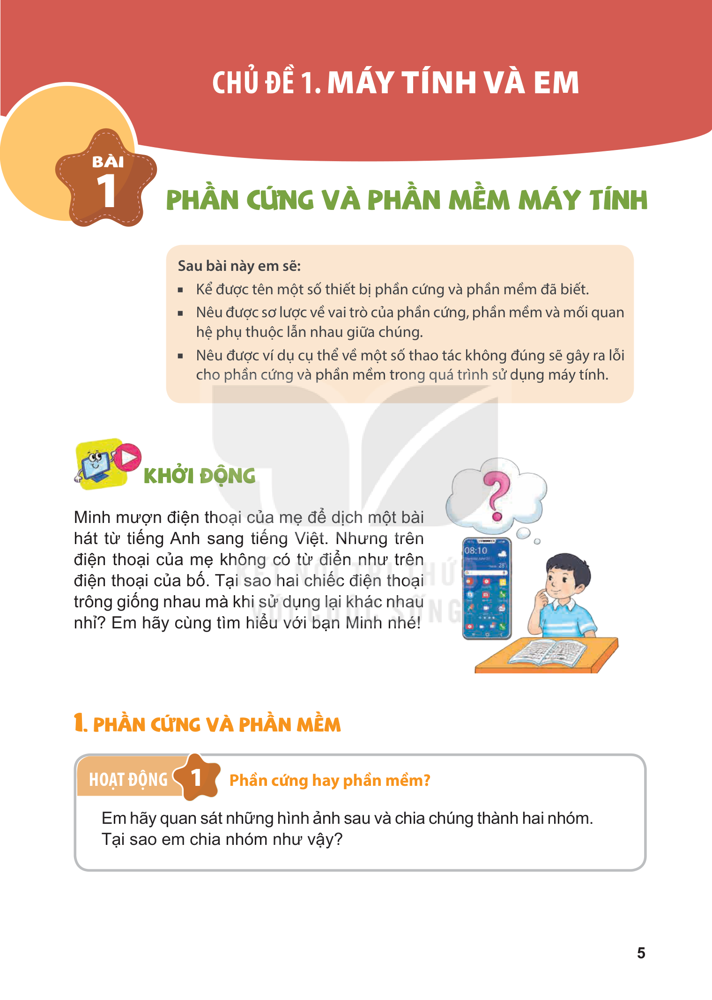 CHỦ ĐỀ 1. MÁY TÍNH VÀ EM
BÀI
1
PHẦN CỨNG VÀ PHẦN MỀM MÁY TÍNH
Sau bài này em sẽ:
▪ Kể được tên một số thiết bị phần cứng và phần mềm đã biết.
▪ Nêu được sơ lược về vai trò của phần cứng, phần mềm và mối quan
hệ phụ thuộc lẫn nhau giữa chúng.
▪ Nêu được ví dụ cụ thể về một số thao tác không đúng sẽ gây ra lỗi
cho phần cứng và phần mềm trong quá trình sử dụng máy tính.
KHỞI ĐỘNG
Minh mượn điện thoại của mẹ để dịch một bài
hát từ tiếng Anh sang tiếng Việt. Nhưng trên
điện thoại của mẹ không có từ điển như trên
điện thoại của bố. Tại sao hai chiếc điện thoại
trông giống nhau mà khi sử dụng lại khác nhau
nhỉ? Em hãy cùng tìm hiểu với bạn Minh nhé!
?
08:10
28°
KẾT NỐI TRI THỨC
VỚI CUỘC SỐNG
1. PHẦN CỨNG VÀ PHẦN MỀM
HOẠT ĐỘNG 1 Phần cứng hay phần mềm?
Em hãy quan sát những hình ảnh sau và chia chúng thành hai nhóm.
Tại sao em chia nhóm như vậy?
5